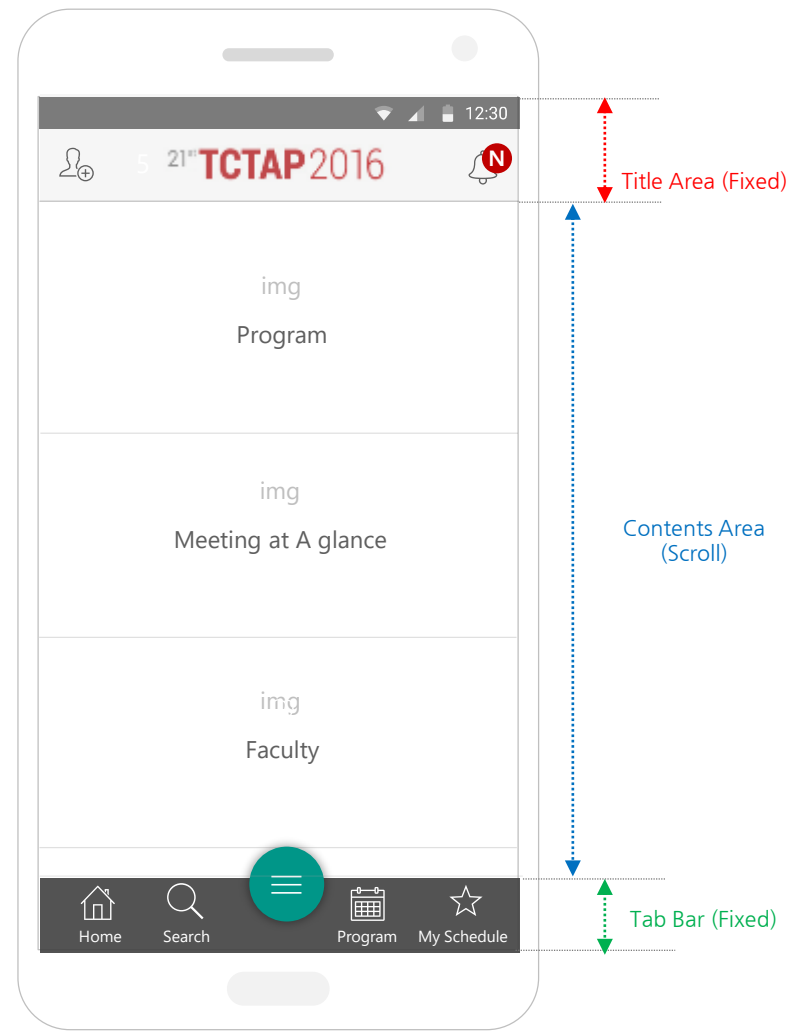 12:30
5 21st TCTAP 2016 N
Title Area (Fixed)
img
Program
img
Meeting at A glance
Contents Area
(Scroll)
img
Faculty
Home Search Program My Schedule
Tab Bar (Fixed)